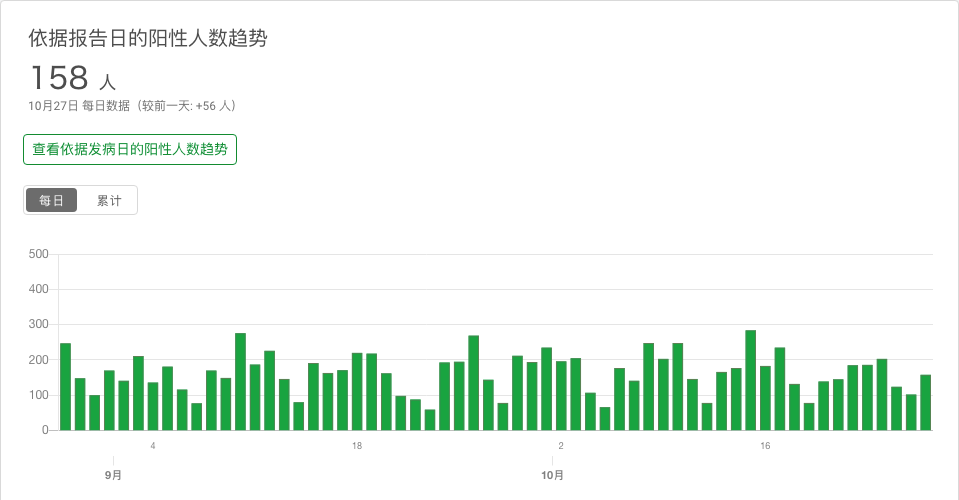 依据报告日的阳性人数趋势
158 人
10月27日 每日数据（较前一天: +56 人）
查看依据发病日的阳性人数趋势
每日 累计
500
400
300
200
100
0
4 18 2 16
9月 10月